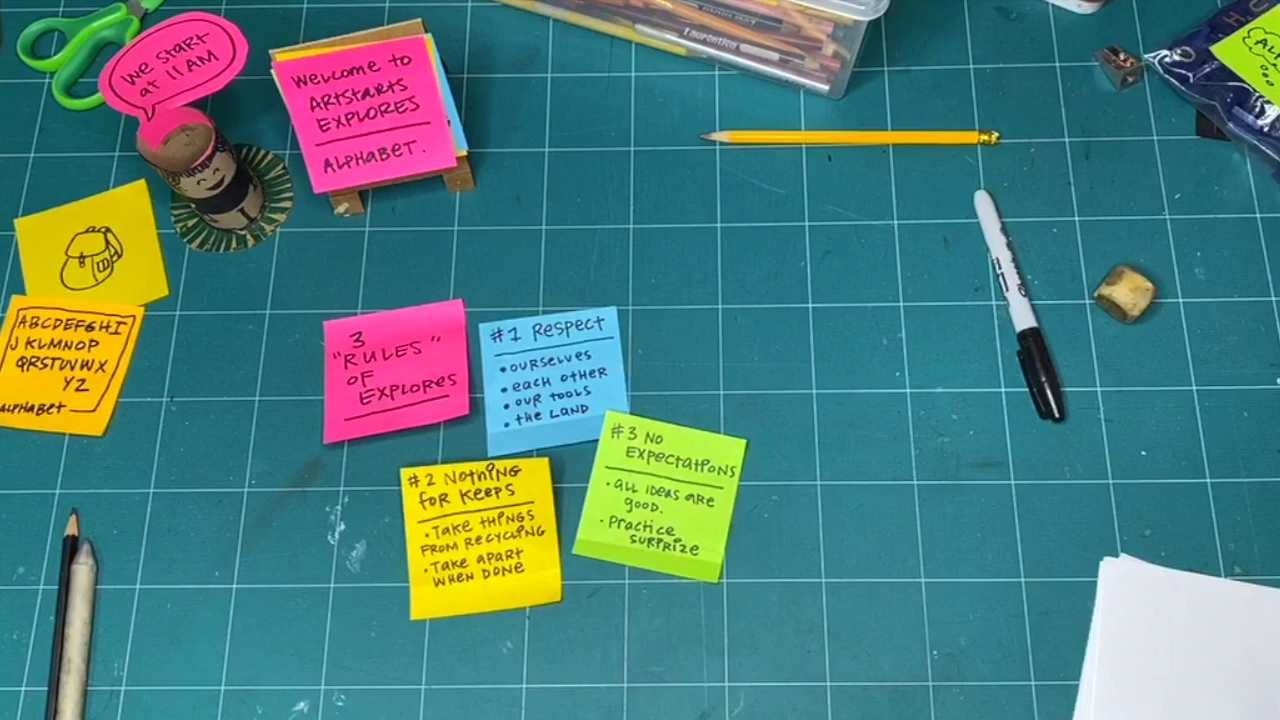 We START
at 11 AM
Welcome to
ARTSTARTS
EXPLORES
ALPHABET.
Laurentien
ABCDEFGHI
J KLMNOP
QRSTUVWX
YZ
ALPHABET
3
"RULES"
OF
EXPLORES
#1 Respect
• OURSELVES
• each other
• our tools
• the LAND
#2 Nothing
for Keeps
• Take things
FROM RECYCLING
• Take apart
WHEN DONE
#3 No
Expectations
• all ideas are
good.
• Practice
SURPRIZE